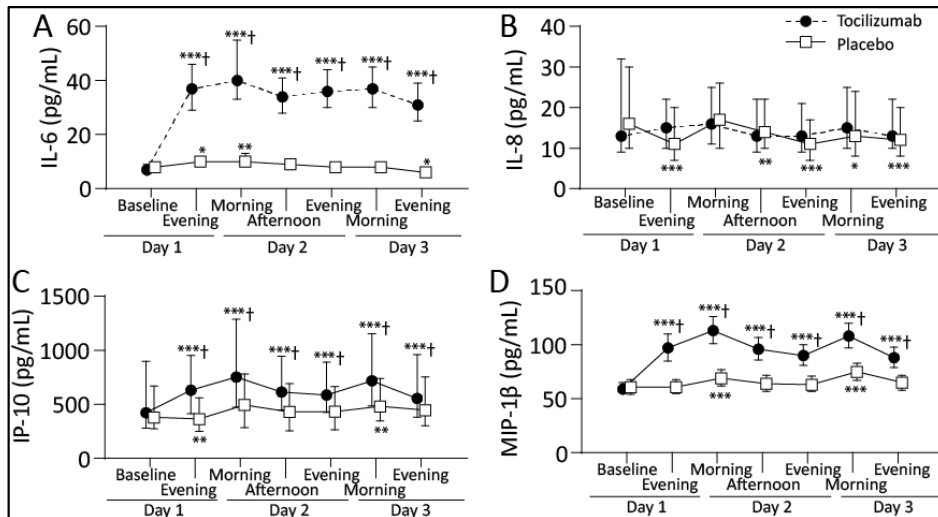 A
IL-6 (pg/mL)
60
40
20
0
***†
***†
***†
***†
***†
***†
*
**
*
Baseline
Evening
Morning
Afternoon
Evening
Morning
Evening
Day 1
Day 2
Day 3
B
IL-8 (pg/mL)
40
30
20
10
0
Tocilizumab
Placebo
***
**
***
*
***
Baseline
Evening
Morning
Afternoon
Evening
Morning
Evening
Day 1
Day 2
Day 3
C
IP-10 (pg/mL)
1500
1000
500
0
***†
***†
***†
***†
***†
***†
**
**
Baseline
Evening
Morning
Afternoon
Evening
Morning
Evening
Day 1
Day 2
Day 3
D
MIP-1β (pg/mL)
150
100
50
0
***†
***†
***†
***†
***†
***†
***
***
Baseline
Evening
Morning
Afternoon
Evening
Morning
Evening
Day 1
Day 2
Day 3